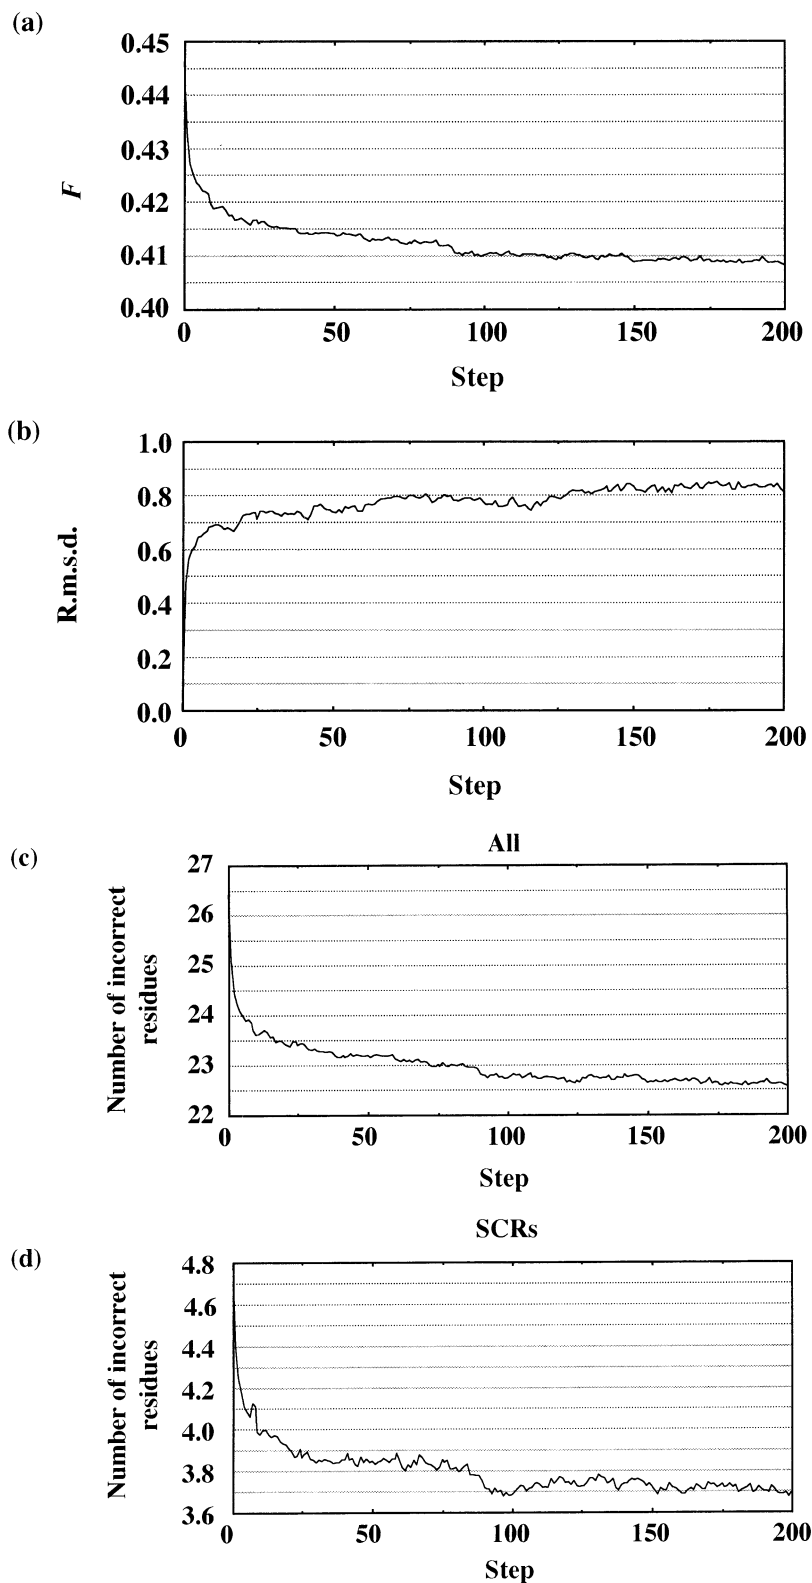 (a)
0.45
0.44
0.43
0.42
0.41
0.40
F
0 50 100 150 200
Step
(b)
1.0
0.8
0.6
0.4
0.2
0.0
R.m.s.d.
0 50 100 150 200
Step
(c)
All
27
26
25
24
23
22
Number of incorrect
residues
0 50 100 150 200
Step
(d)
SCRs
4.8
4.6
4.4
4.2
4.0
3.8
3.6
Number of incorrect
residues
0 50 100 150 200
Step